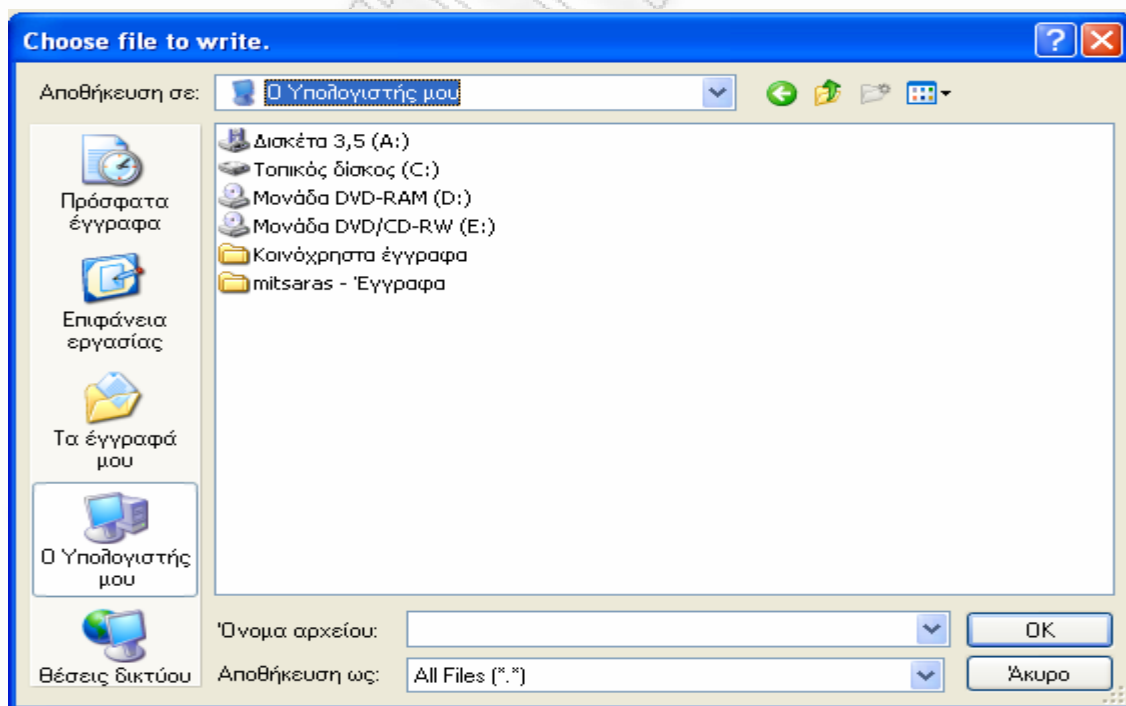 Choose file to write.
Αποθήκευση σε:
Ο Υπολογιστής μου
Δισκέτα 3,5 (A:)
Τοπικός δίσκος (C:)
Μονάδα DVD-RAM (D:)
Μονάδα DVD/CD-RW (E:)
Κοινόχρηστα έγγραφα
mitsaras - Έγγραφα
Πρόσφατα
έγγραφα
Επιφάνεια
εργασίας
Τα έγγραφά
μου
Ο Υπολογιστής
μου
Θέσεις δικτύου
Όνομα αρχείου:
OK
Αποθήκευση ως:
All Files (*.*)
Άκυρο